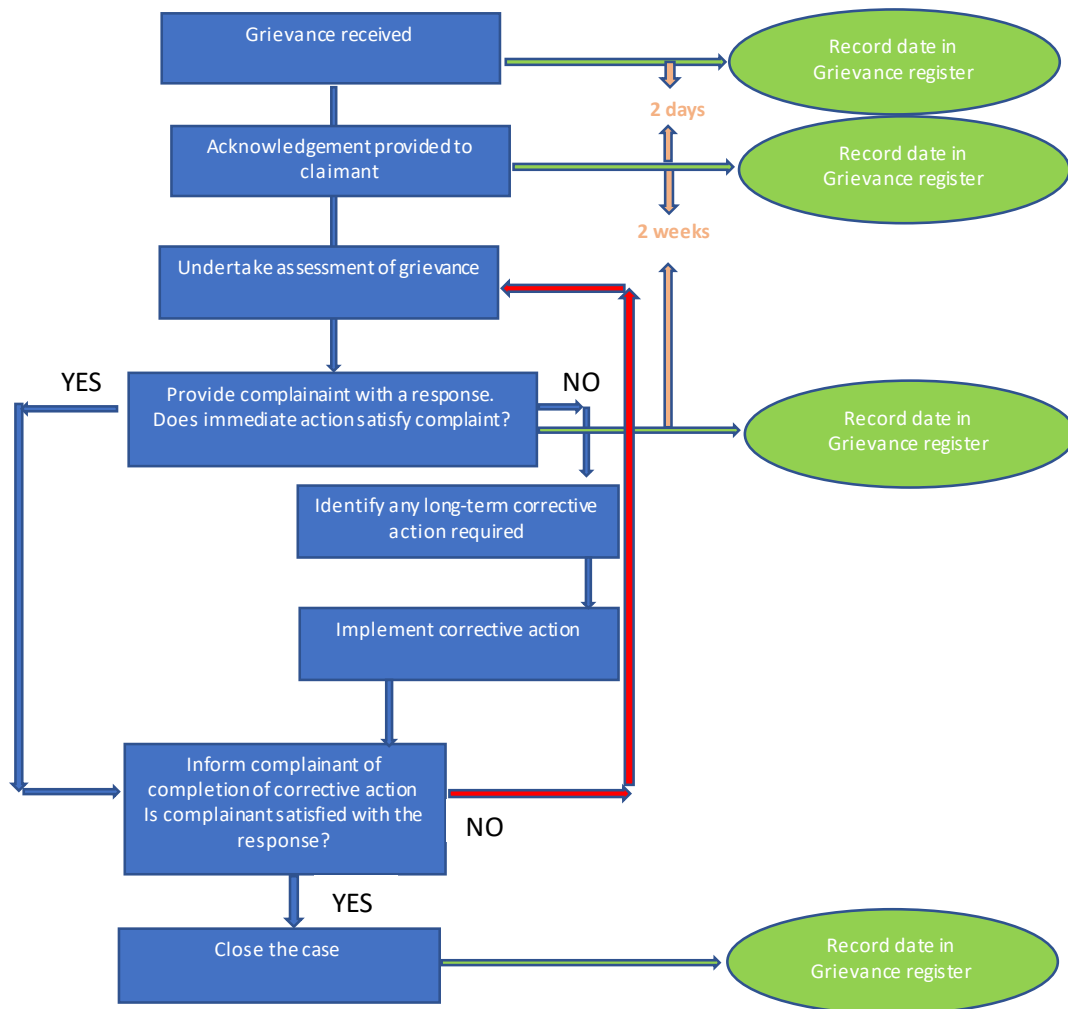 Grievance received
Record date in
Grievance register
2 days
Acknowledgement provided to
claimant
Record date in
Grievance register
2 weeks
Undertake assessment of grievance
YES
Provide complainaint with a response.
Does immediate action satisfy complaint?
NO
Record date in
Grievance register
Identify any long-term corrective
action required
Implement corrective action
Inform complainant of
completion of corrective action
Is complainant satisfied with the
response?
NO
YES
Close the case
Record date in
Grievance register